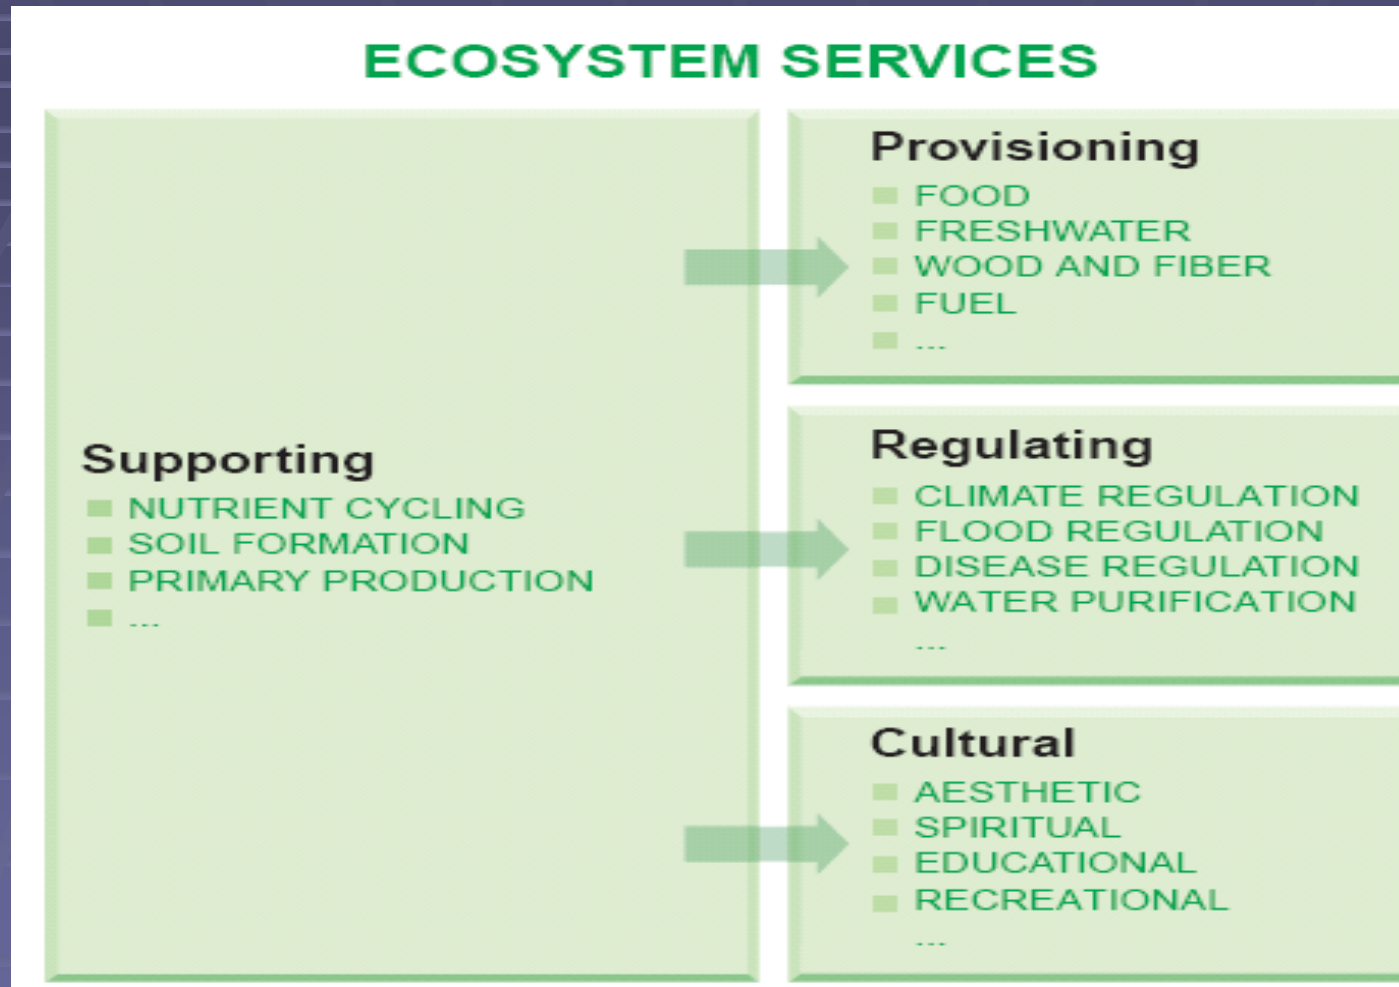 ECOSYSTEM SERVICES
Supporting
NUTRIENT CYCLING
SOIL FORMATION
PRIMARY PRODUCTION
...
Provisioning
FOOD
FRESHWATER
WOOD AND FIBER
FUEL
...
Regulating
CLIMATE REGULATION
FLOOD REGULATION
DISEASE REGULATION
WATER PURIFICATION
...
Cultural
AESTHETIC
SPIRITUAL
EDUCATIONAL
RECREATIONAL
...